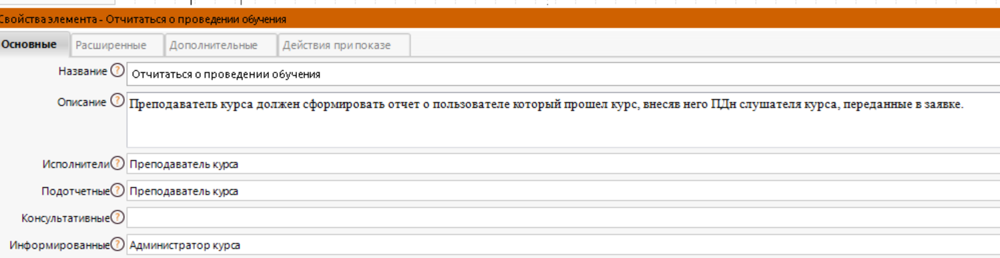 Свойства элемента - Отчитаться о проведении обучения
Основные Расширенные Дополнительные Действия при показе
Название ? Отчитаться о проведении обучения
Описание ? Преподаватель курса должен сформировать отчет о пользователе который прошел курс, внесяв него ПДн слушателя курса, переданные в заявке.
Исполнители ? Преподаватель курса
Подотчетные ? Преподаватель курса
Консультативные ?
Информированные ? Администратор курса